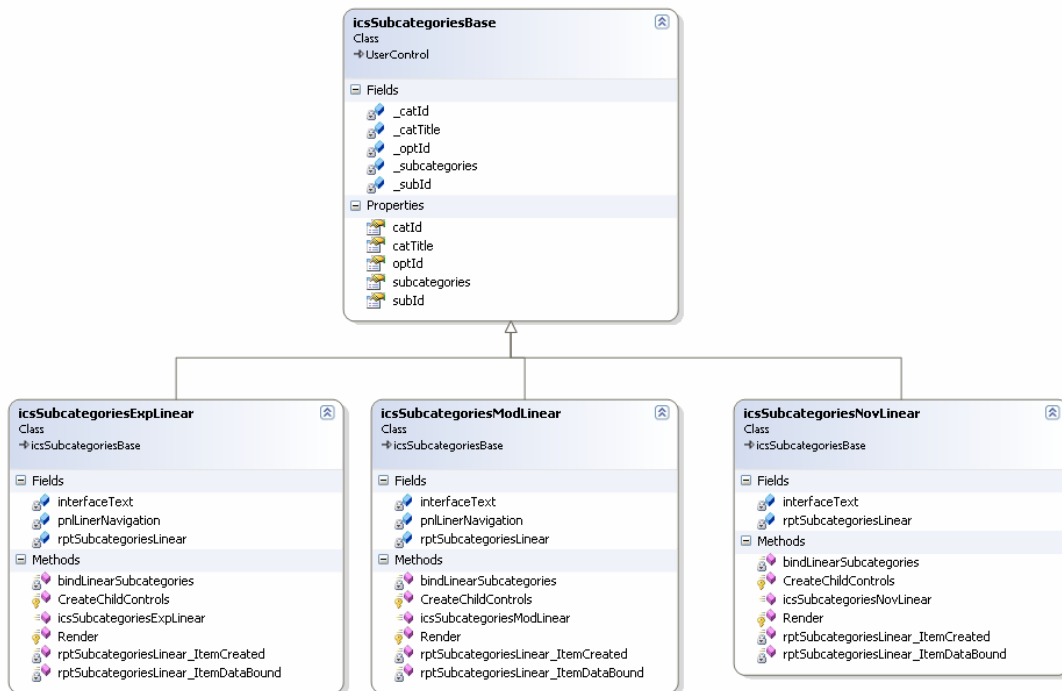 icsSubcategoriesBase
Class
UserControl
Fields
_catId
_catTitle
_optId
_subcategories
_subId
Properties
catId
catTitle
optId
subcategories
subId
icsSubcategoriesExpLinear
Class
icsSubcategoriesBase
Fields
interfaceText
pnlLinerNavigation
rptSubcategoriesLinear
Methods
bindLinearSubcategories
CreateChildControls
icsSubcategoriesExpLinear
Render
rptSubcategoriesLinear_ItemCreated
rptSubcategoriesLinear_ItemDataBound
icsSubcategoriesModLinear
Class
icsSubcategoriesBase
Fields
interfaceText
pnlLinerNavigation
rptSubcategoriesLinear
Methods
bindLinearSubcategories
CreateChildControls
icsSubcategoriesModLinear
Render
rptSubcategoriesLinear_ItemCreated
rptSubcategoriesLinear_ItemDataBound
icsSubcategoriesNovLinear
Class
icsSubcategoriesBase
Fields
interfaceText
rptSubcategoriesLinear
Methods
bindLinearSubcategories
CreateChildControls
icsSubcategoriesNovLinear
Render
rptSubcategoriesLinear_ItemCreated
rptSubcategoriesLinear_ItemDataBound